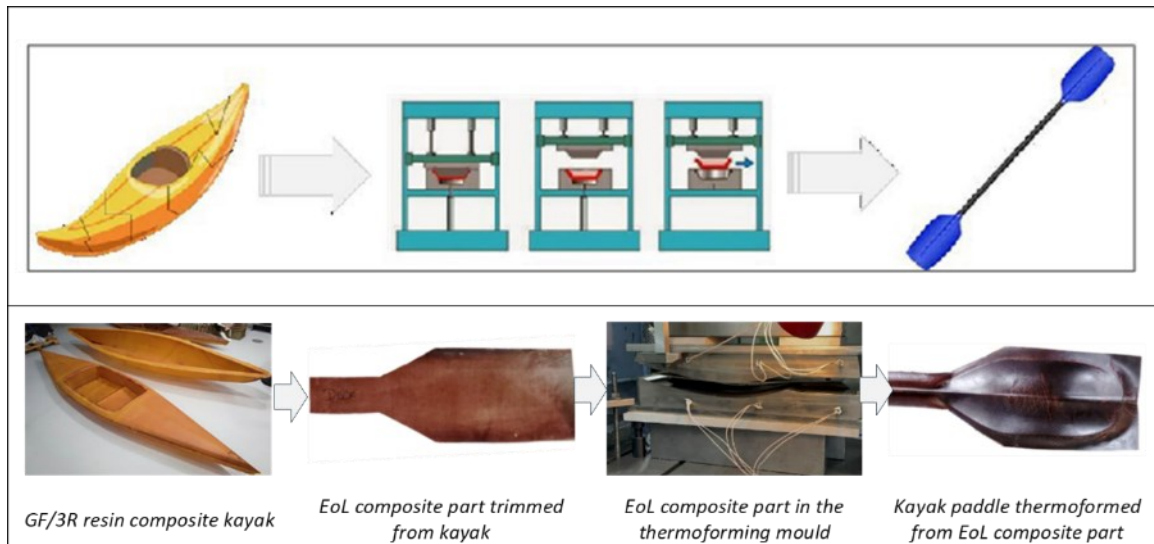 GF/3R resin composite kayak
EoL composite part trimmed
from kayak
EoL composite part in the
thermoforming mould
Kayak paddle thermoformed
from EoL composite part